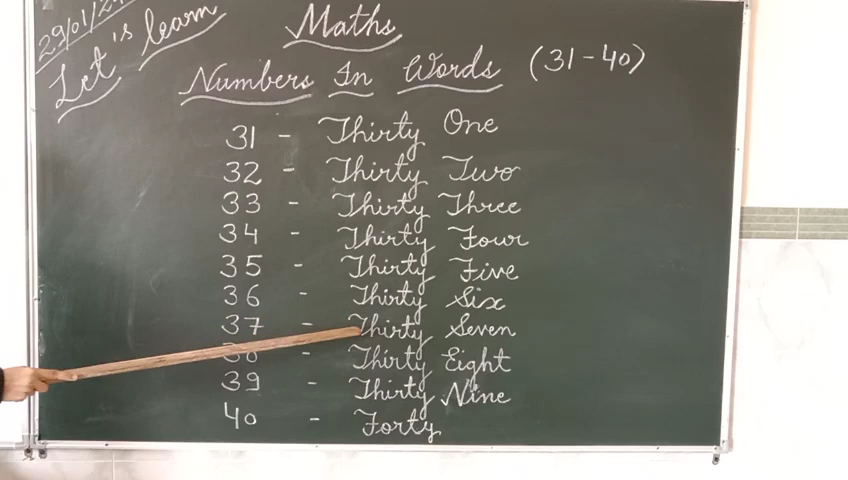 29/01/2
Let's learn
Maths
Numbers In Words (31-40)
31 - Thirty One
32 - Thirty Two
33 - Thirty Three
34 - Thirty Four
35 - Thirty Five
36 - Thirty Six
37 - Thirty Seven
38 Thirty Eight
39 - Thirty Nine
40 - Forty